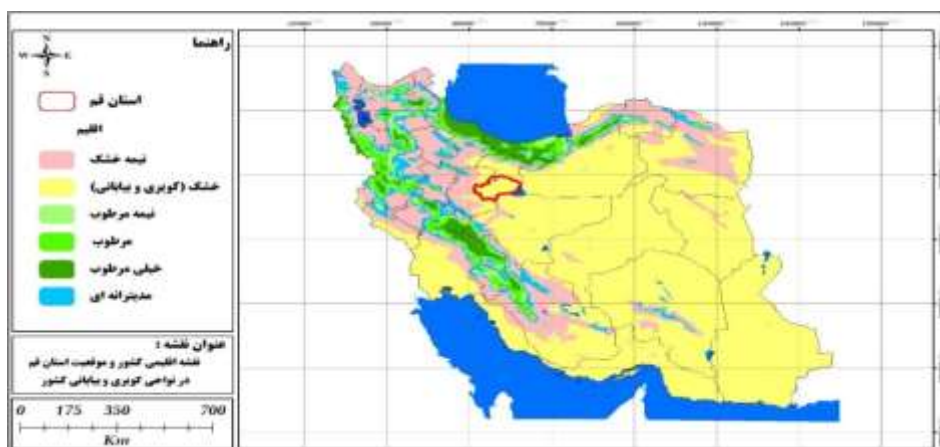 راهنما
W E
N
S
استان قم
اقلیم
نیمه خشک
خشک (کویری و بیابانی)
نیمه مرطوب
مرطوب
خیلی مرطوب
مدیترانه ای
عنوان نقشه :
نقشه اقلیمی کشور و موقعیت استان قم
در نواحی کویری و بیابانی کشور
0 175 350 700
Km